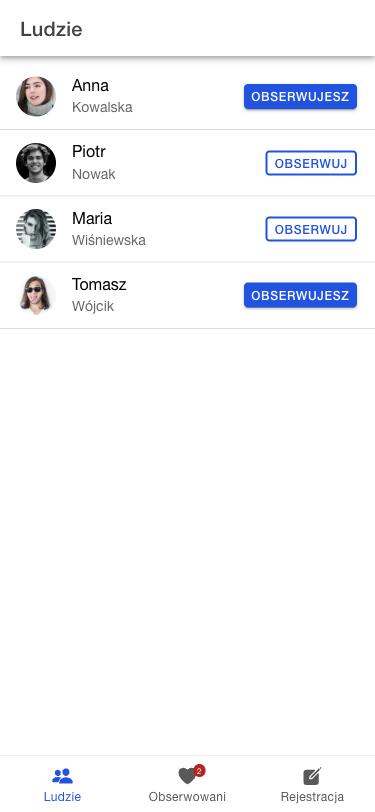 Ludzie
Anna
Kowalska
OBSERWUJESZ
Piotr
Nowak
OBSERWUJ
Maria
Wiśniewska
OBSERWUJ
Tomasz
Wójcik
OBSERWUJESZ
2
Ludzie
Obserwowani
Rejestracja